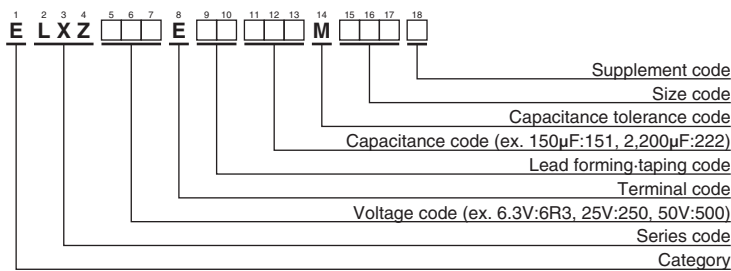 1 2 3 4 5 6 7 8 9 10 11 12 13 14 15 16 17 18
E L X Z E M
Supplement code
Size code
Capacitance tolerance code
Capacitance code (ex. 150µF:151, 2,200µF:222)
Lead forming·taping code
Terminal code
Voltage code (ex. 6.3V:6R3, 25V:250, 50V:500)
Series code
Category